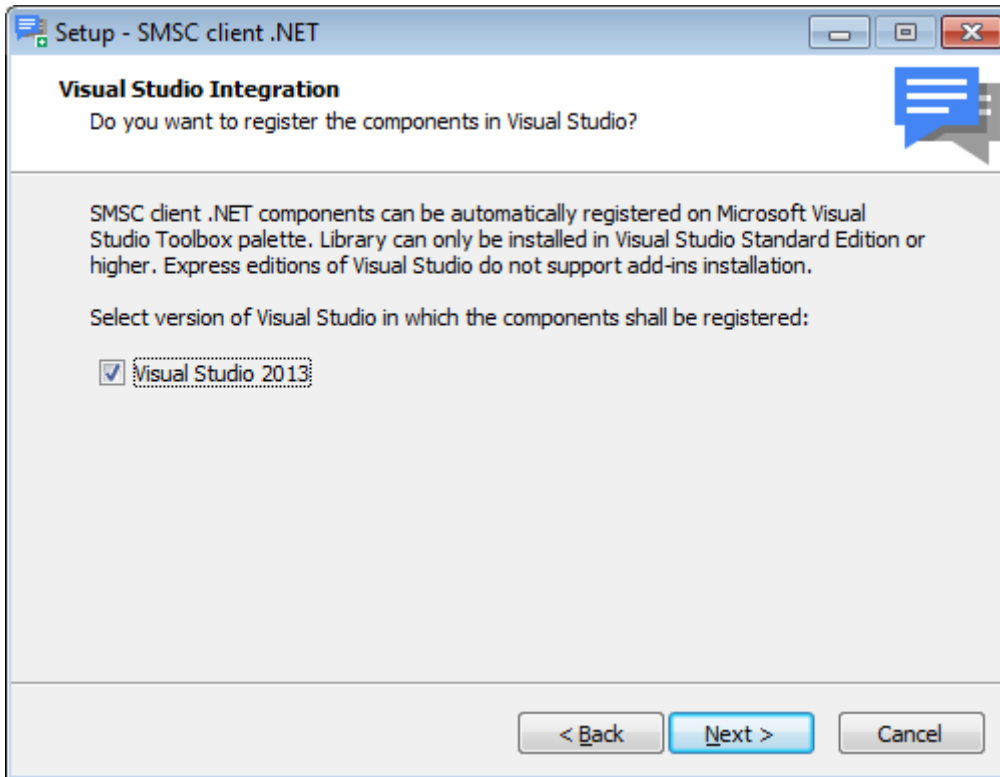 Setup - SMSC client .NET
Visual Studio Integration
Do you want to register the components in Visual Studio?
SMSC client .NET components can be automatically registered on Microsoft Visual
Studio Toolbox palette. Library can only be installed in Visual Studio Standard Edition or
higher. Express editions of Visual Studio do not support add-ins installation.
Select version of Visual Studio in which the components shall be registered:
Visual Studio 2013
< Back
Next >
Cancel